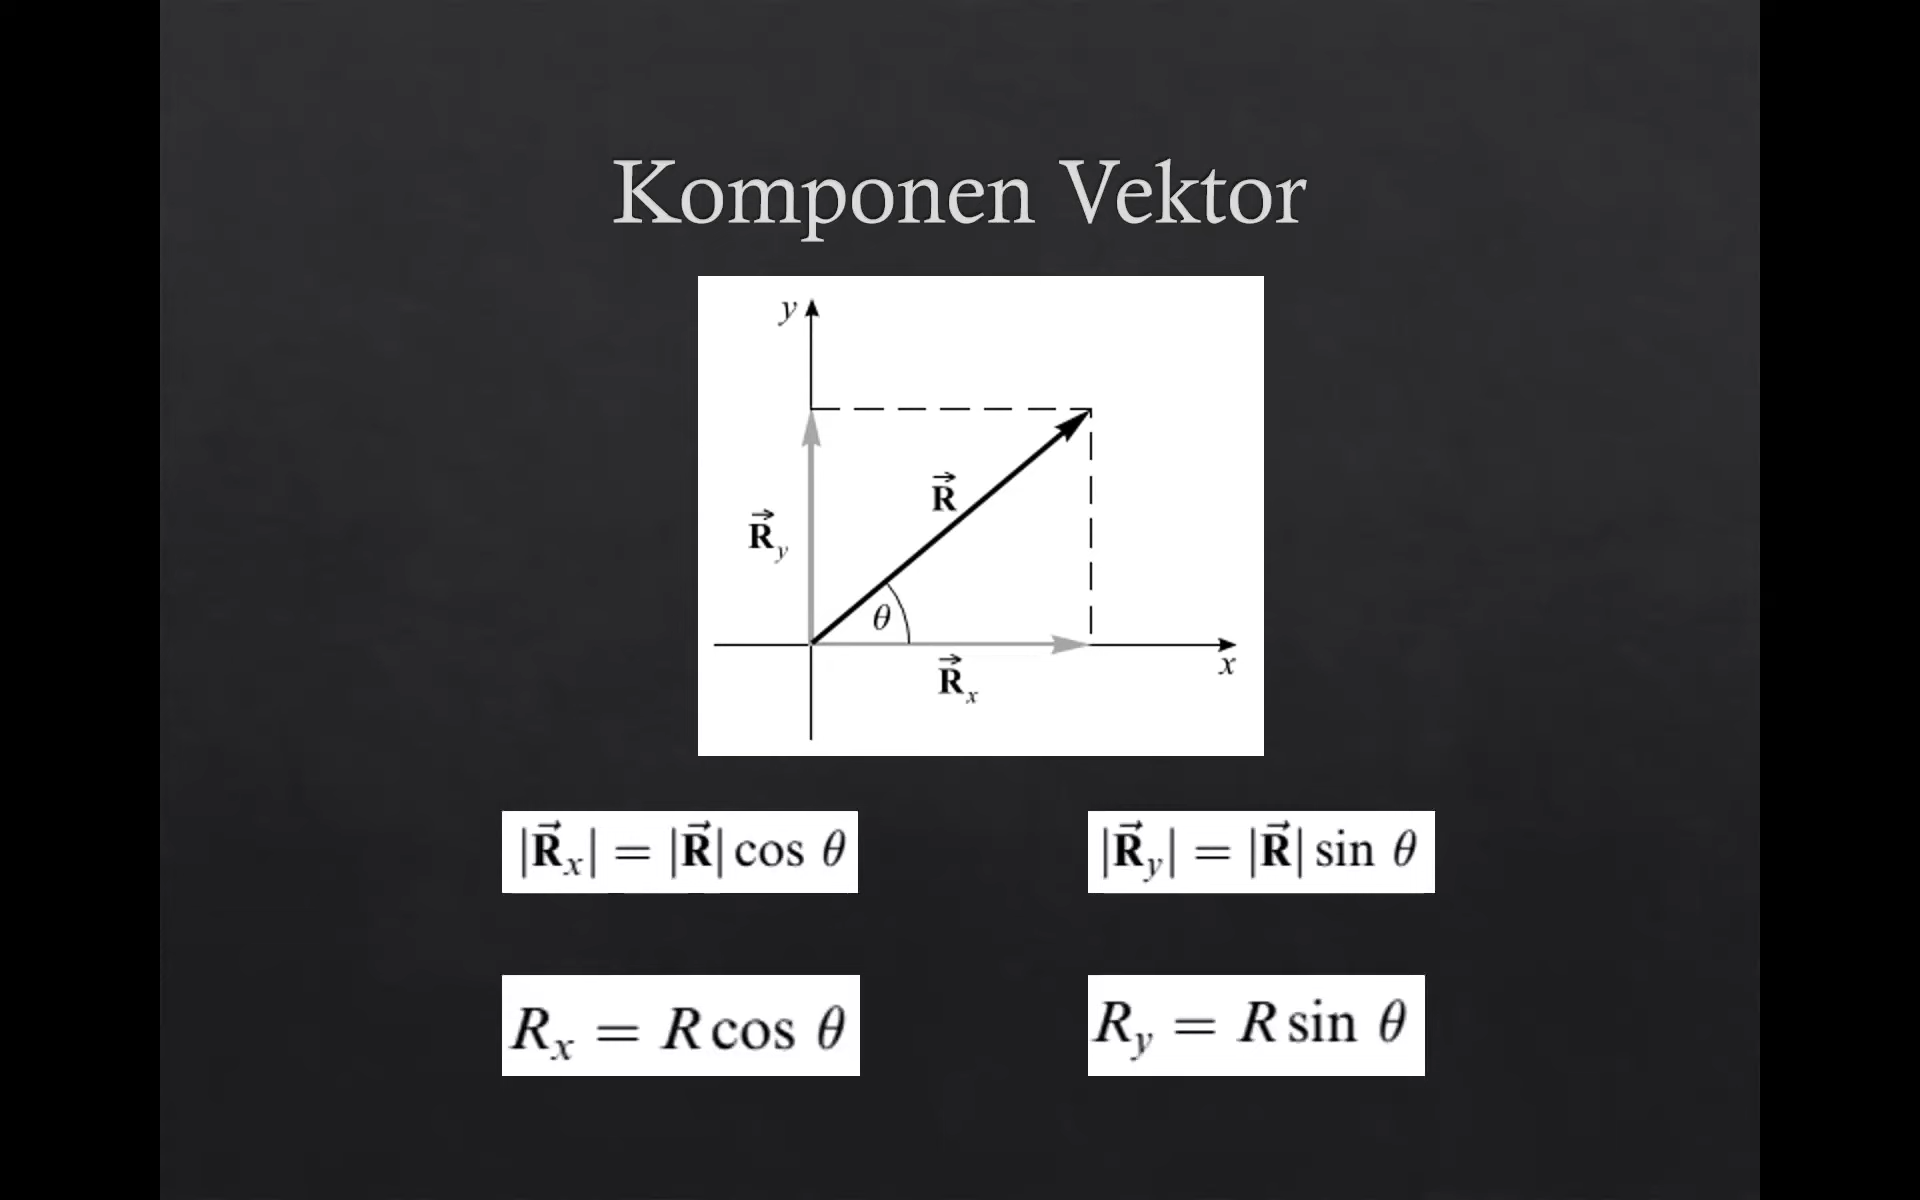 Komponen Vektor
y
R⃗
R⃗y
θ
R⃗x
x
|R⃗x| = |R⃗| cos θ
|R⃗y| = |R⃗| sin θ
Rx = R cos θ
Ry = R sin θ